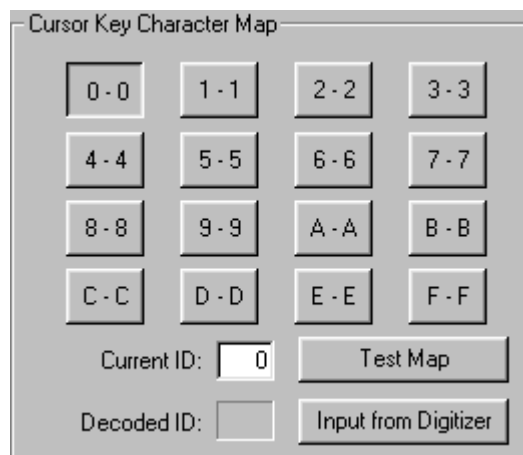 Cursor Key Character Map
0 - 0 1 - 1 2 - 2 3 - 3
4 - 4 5 - 5 6 - 6 7 - 7
8 - 8 9 - 9 A - A B - B
C - C D - D E - E F - F
Current ID: 0 Test Map
Decoded ID: Input from Digitizer